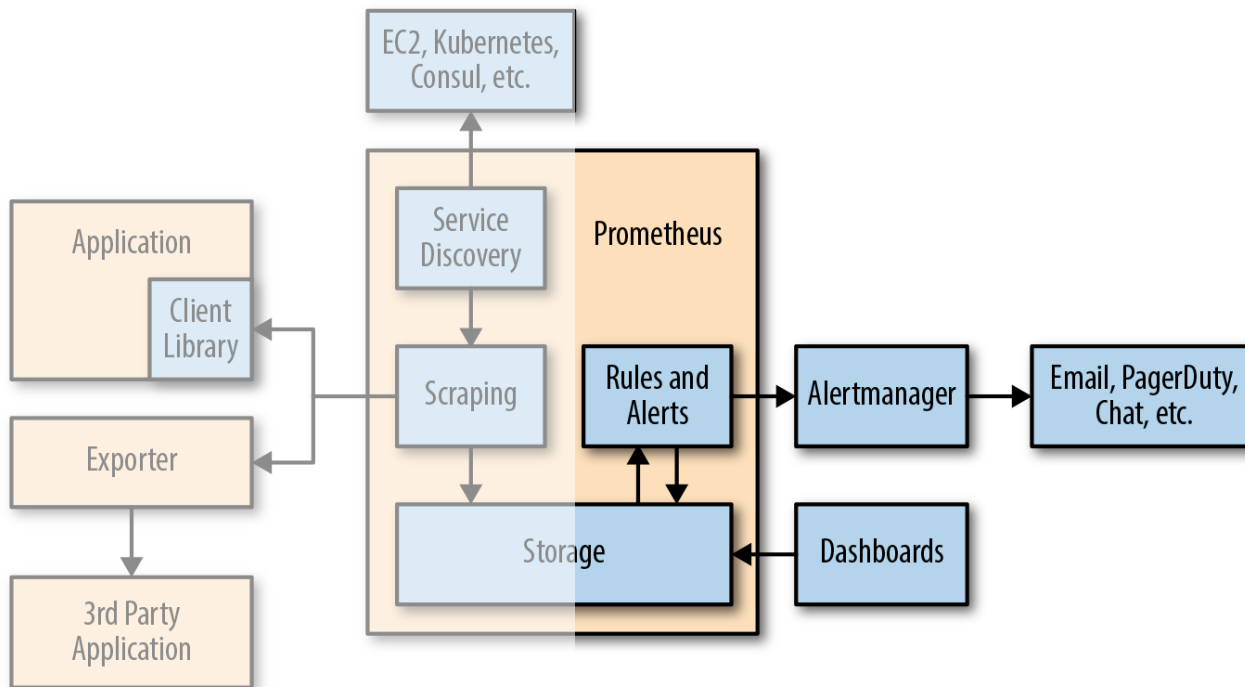 EC2, Kubernetes,
Consul, etc.
Application
Client
Library
Service
Discovery
Prometheus
Scraping
Rules and
Alerts
Alertmanager
Email, PagerDuty,
Chat, etc.
Exporter
Storage
Dashboards
3rd Party
Application